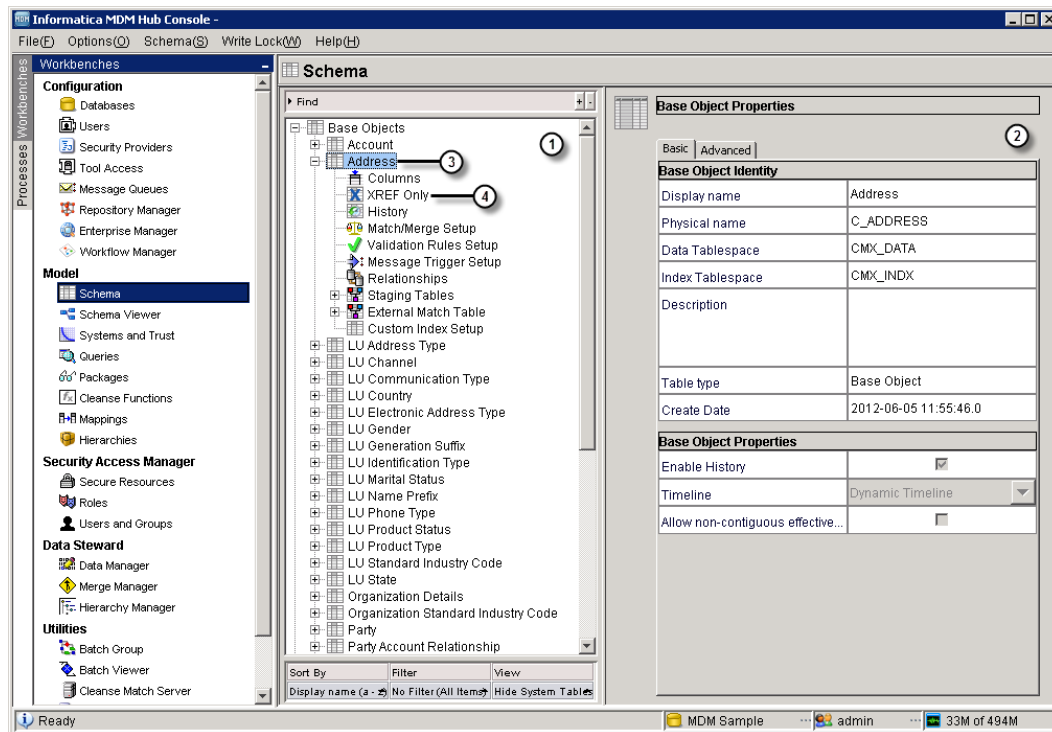 Informatica MDM Hub Console -
File(F) Options(O) Schema(S) Write Lock(W) Help(H)
Processes Workbenches
Workbenches
Configuration
Databases
Users
Security Providers
Tool Access
Message Queues
Repository Manager
Enterprise Manager
Workflow Manager
Model
Schema
Schema Viewer
Systems and Trust
Queries
Packages
Cleanse Functions
Mappings
Hierarchies
Security Access Manager
Secure Resources
Roles
Users and Groups
Data Steward
Data Manager
Merge Manager
Hierarchy Manager
Utilities
Batch Group
Batch Viewer
Cleanse Match Server
Schema
Find
Base Objects
1
Account
Address
3
Columns
XREF Only
4
History
Match/Merge Setup
Validation Rules Setup
Message Trigger Setup
Relationships
Staging Tables
External Match Table
Custom Index Setup
LU Address Type
LU Channel
LU Communication Type
LU Country
LU Electronic Address Type
LU Gender
LU Generation Suffix
LU Identification Type
LU Marital Status
LU Name Prefix
LU Phone Type
LU Product Status
LU Product Type
LU Standard Industry Code
LU State
Organization Details
Organization Standard Industry Code
Party
Party Account Relationship
Sort By Filter View
Display name (a - z) No Filter (All Items) Hide System Tables
Base Object Properties
2
Basic Advanced
Base Object Identity
Display name Address
Physical name C_ADDRESS
Data Tablespace CMX_DATA
Index Tablespace CMX_INDX
Description
Table type Base Object
Create Date 2012-06-05 11:55:46.0
Base Object Properties
Enable History
Timeline Dynamic Timeline
Allow non-contiguous effective...
Ready MDM Sample ... admin ... 33M of 494M